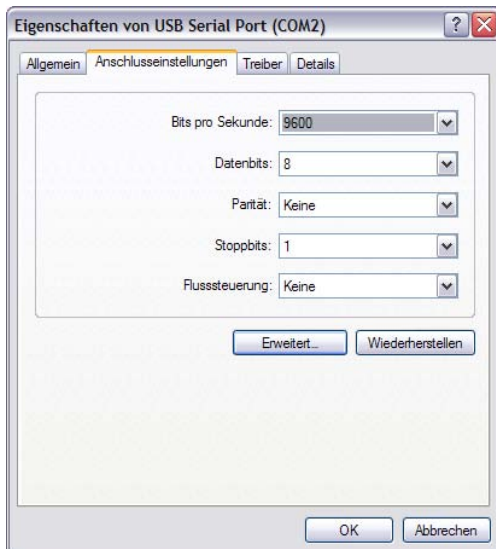 Eigenschaften von USB Serial Port (COM2)
Allgemein Anschlusseinstellungen Treiber Details
Bits pro Sekunde: 9600
Datenbits: 8
Parität: Keine
Stoppbits: 1
Flusssteuerung: Keine
Erweitert... Wiederherstellen
OK Abbrechen